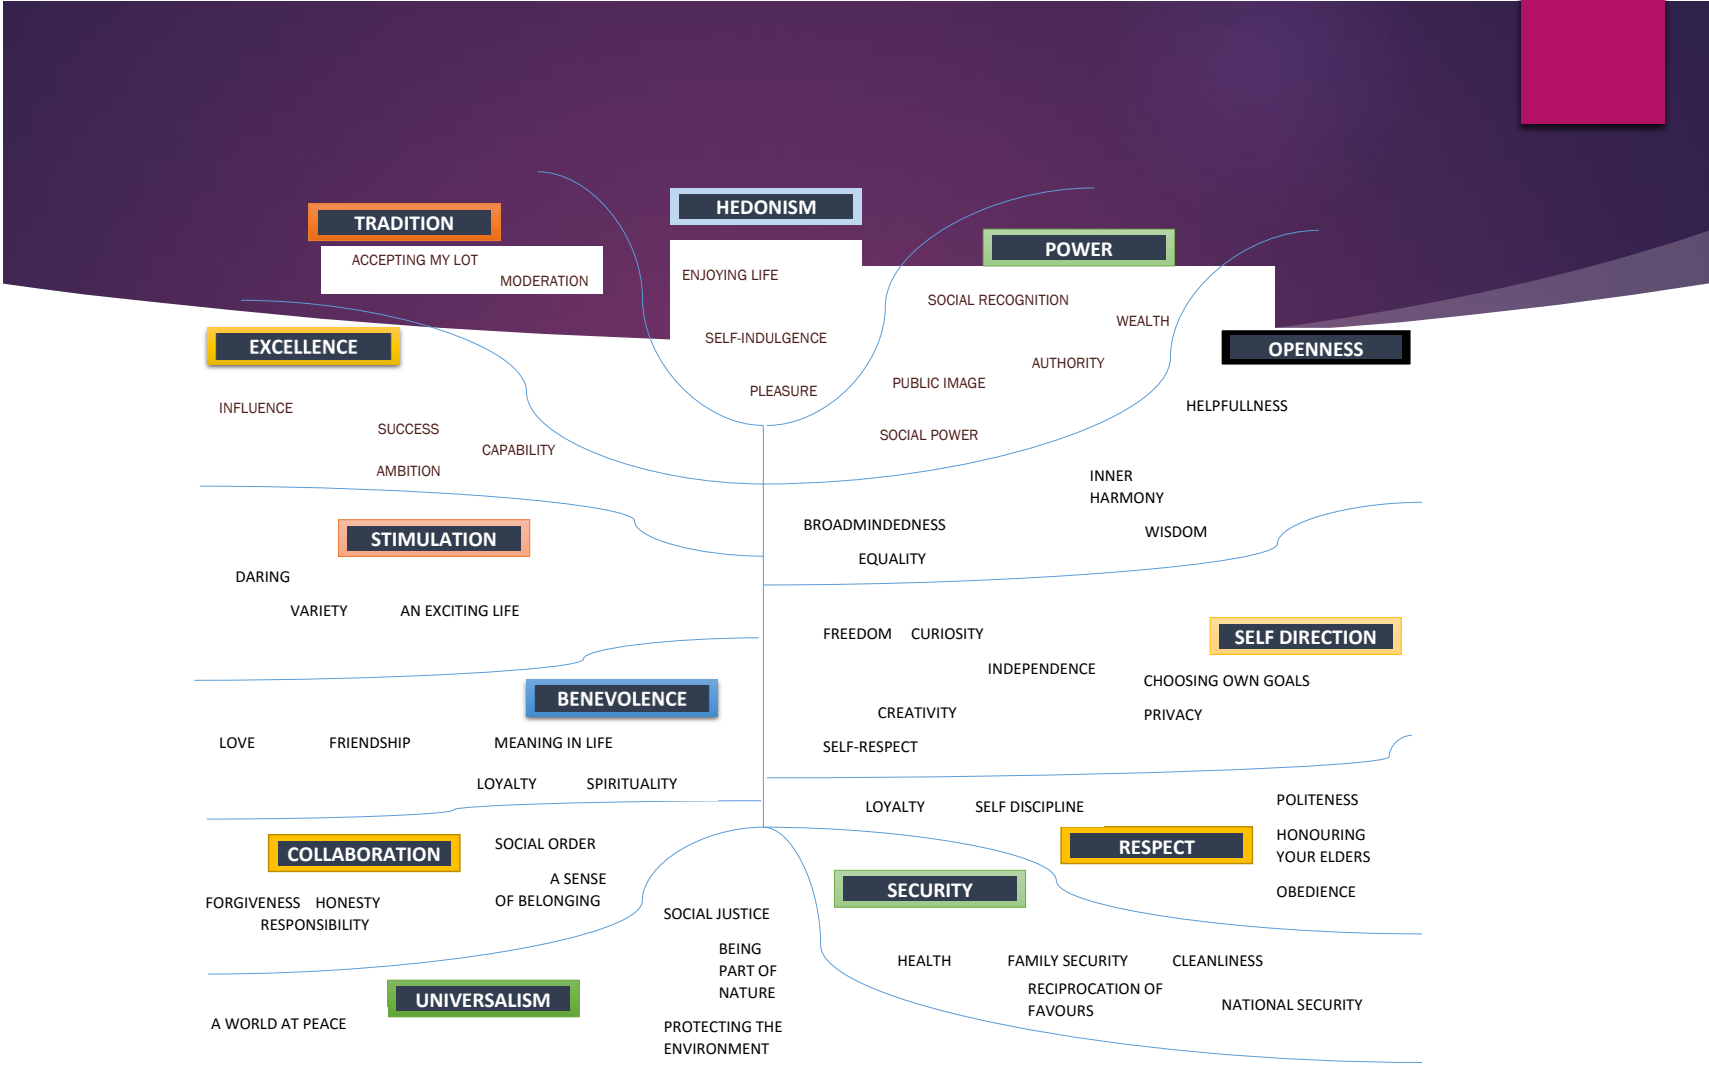 TRADITION
ACCEPTING MY LOT
MODERATION
HEDONISM
ENJOYING LIFE
SELF-INDULGENCE
PLEASURE
POWER
SOCIAL RECOGNITION
WEALTH
AUTHORITY
PUBLIC IMAGE
SOCIAL POWER
EXCELLENCE
INFLUENCE
SUCCESS
CAPABILITY
AMBITION
OPENNESS
HELPFULLNESS
INNER
HARMONY
WISDOM
BROADMINDEDNESS
EQUALITY
STIMULATION
DARING
VARIETY AN EXCITING LIFE
SELF DIRECTION
FREEDOM CURIOSITY
INDEPENDENCE
CHOOSING OWN GOALS
CREATIVITY
PRIVACY
SELF-RESPECT
BENEVOLENCE
LOVE FRIENDSHIP MEANING IN LIFE
LOYALTY SPIRITUALITY
RESPECT
LOYALTY SELF DISCIPLINE
POLITENESS
HONOURING
YOUR ELDERS
OBEDIENCE
COLLABORATION
SOCIAL ORDER
A SENSE
OF BELONGING
FORGIVENESS HONESTY
RESPONSIBILITY
SECURITY
HEALTH FAMILY SECURITY CLEANLINESS
RECIPROCATION OF
FAVOURS
NATIONAL SECURITY
UNIVERSALISM
A WORLD AT PEACE
SOCIAL JUSTICE
BEING
PART OF
NATURE
PROTECTING THE
ENVIRONMENT